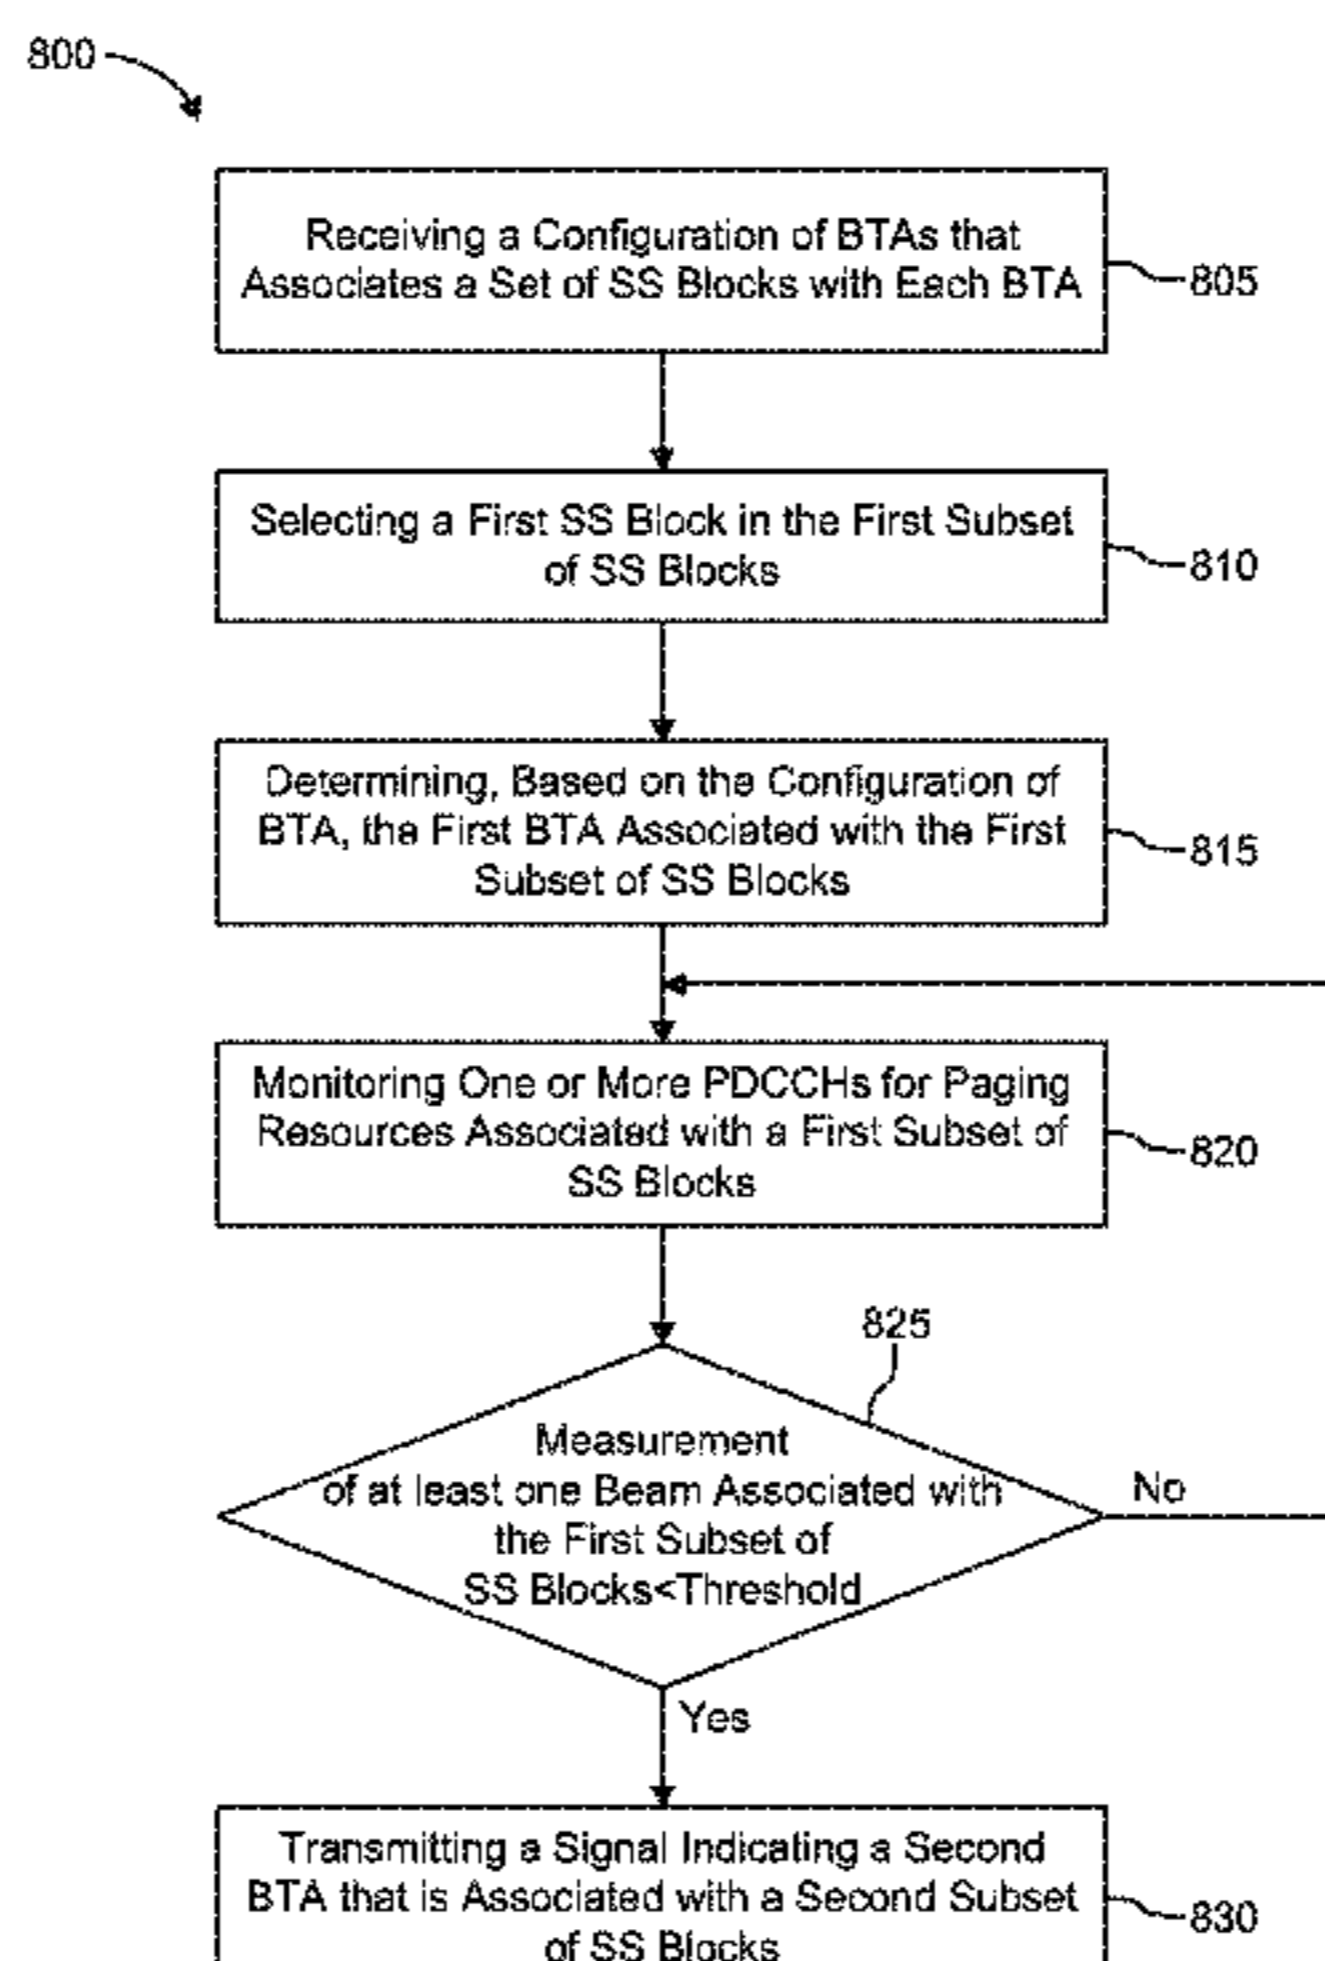 800
Receiving a Configuration of BTAs that
Associates a Set of SS Blocks with Each BTA
805
Selecting a First SS Block in the First Subset
of SS Blocks
810
Determining, Based on the Configuration of
BTA, the First BTA Associated with the First
Subset of SS Blocks
815
Monitoring One or More PDCCHs for Paging
Resources Associated with a First Subset of
SS Blocks
820
825
Measurement
of at least one Beam Associated with
the First Subset of
SS Blocks<Threshold
No
Yes
Transmitting a Signal Indicating a Second
BTA that is Associated with a Second Subset
of SS Blocks
830